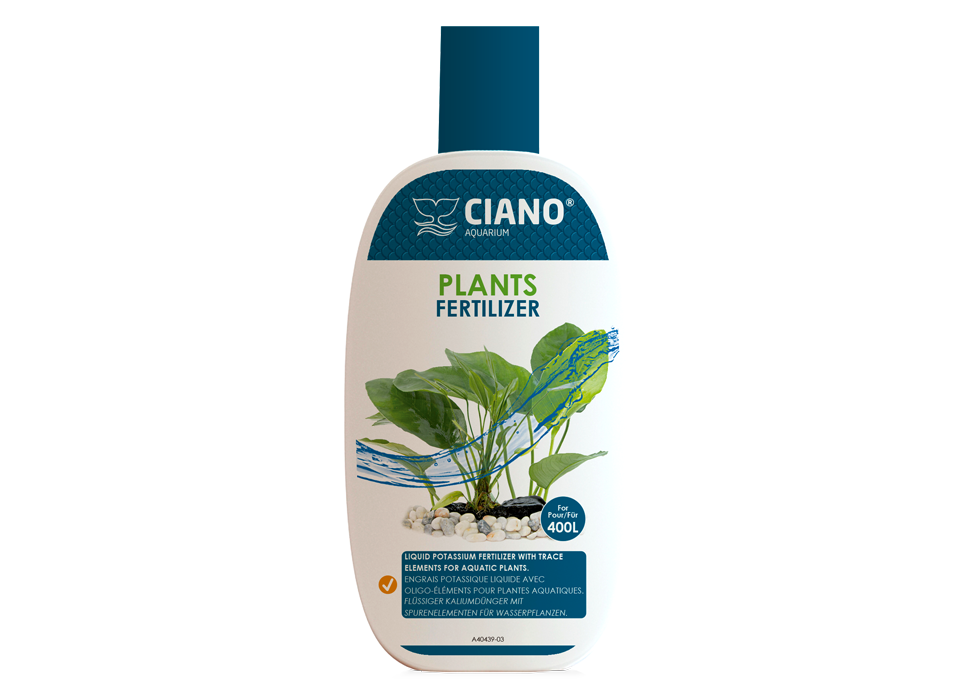 CIANO®
AQUARIUM
PLANTS
FERTILIZER
For
Pour/Für
400L
LIQUID POTASSIUM FERTILIZER WITH TRACE
ELEMENTS FOR AQUATIC PLANTS.
ENGRAIS POTASSIQUE LIQUIDE AVEC
OLIGO-ÉLÉMENTS POUR PLANTES AQUATIQUES.
FLÜSSIGER KALIUMDÜNGER MIT
SPURENELEMENTEN FÜR WASSERPFLANZEN.
A40439-03